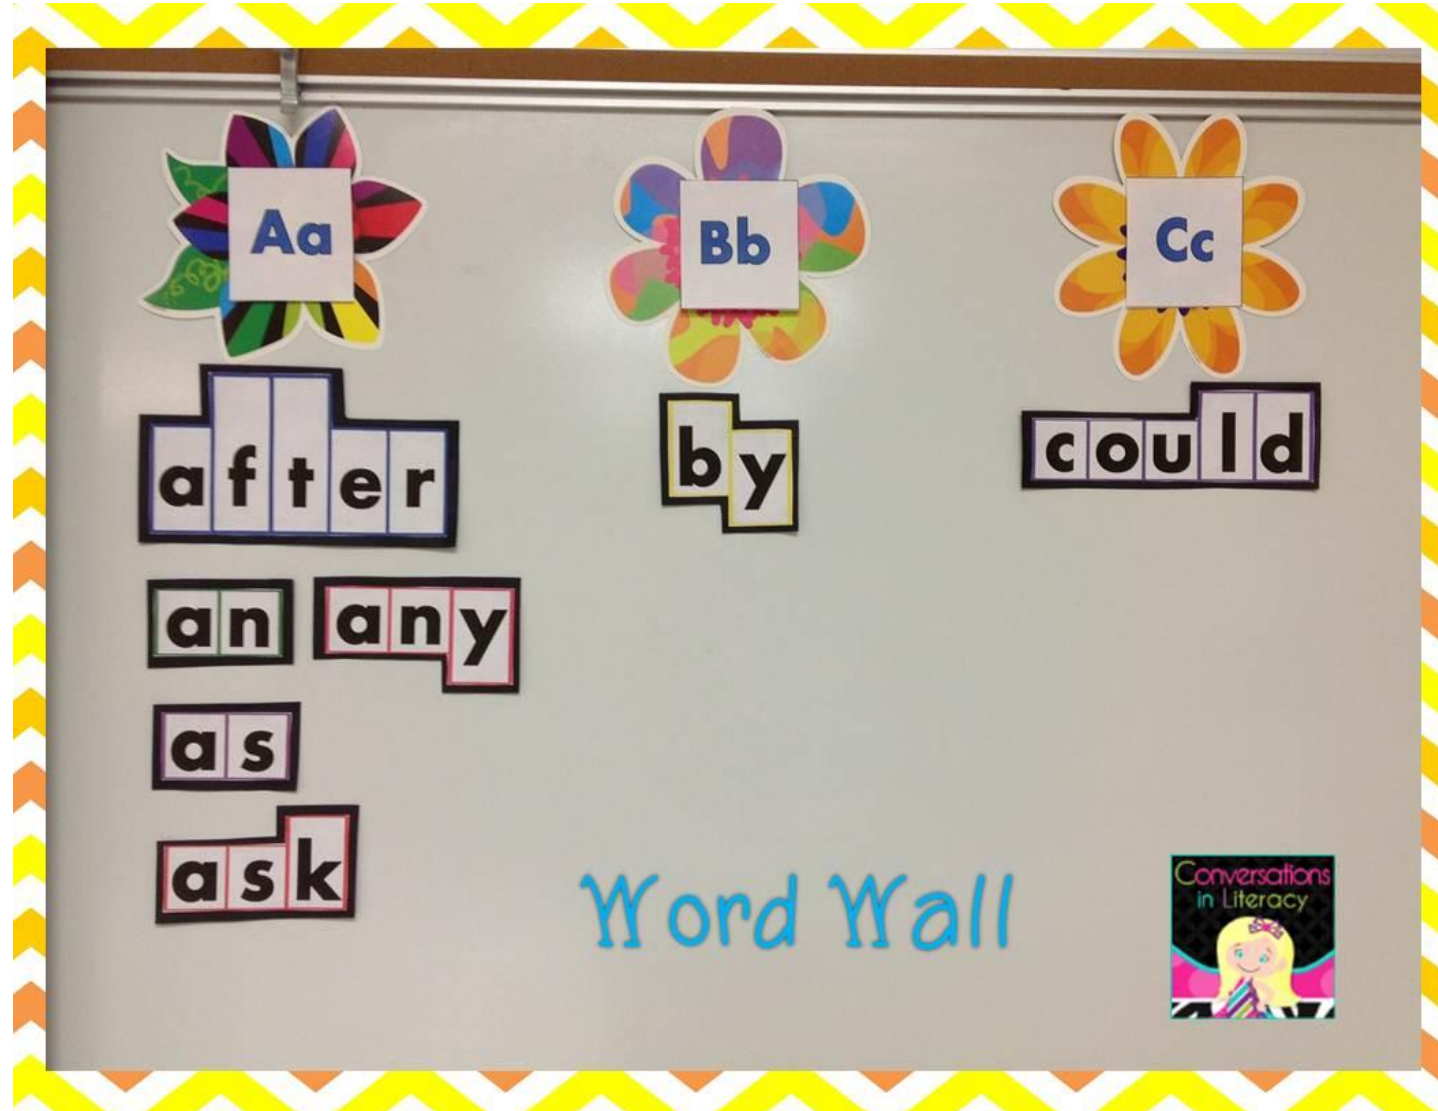 Aa Bb Cc
after by could
an any
as
ask
Word Wall
Conversations
in Literacy